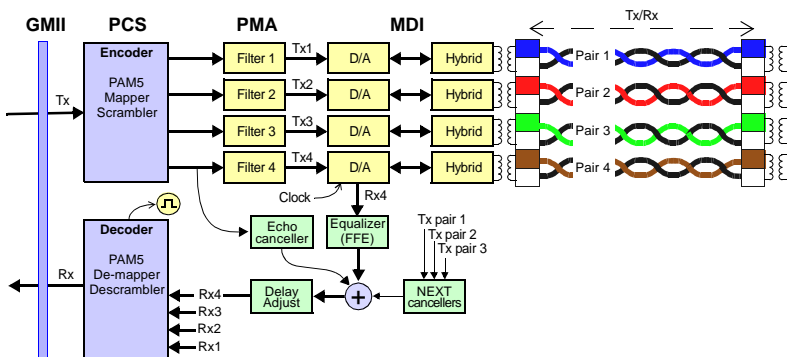 GMII PCS PMA MDI
Tx/Rx
Encoder
PAM5
Mapper
Scrambler
Tx
Filter 1 Tx1 D/A Hybrid Pair 1
Filter 2 Tx2 D/A Hybrid Pair 2
Filter 3 Tx3 D/A Hybrid Pair 3
Filter 4 Tx4 D/A Hybrid Pair 4
Clock
Rx4
Echo
canceller
Equalizer
(FFE)
Tx pair 1
Tx pair 2
Tx pair 3
Decoder
PAM5
De-mapper
Descrambler
Rx
Rx4
Rx3
Rx2
Rx1
Delay
Adjust
+
NEXT
cancellers